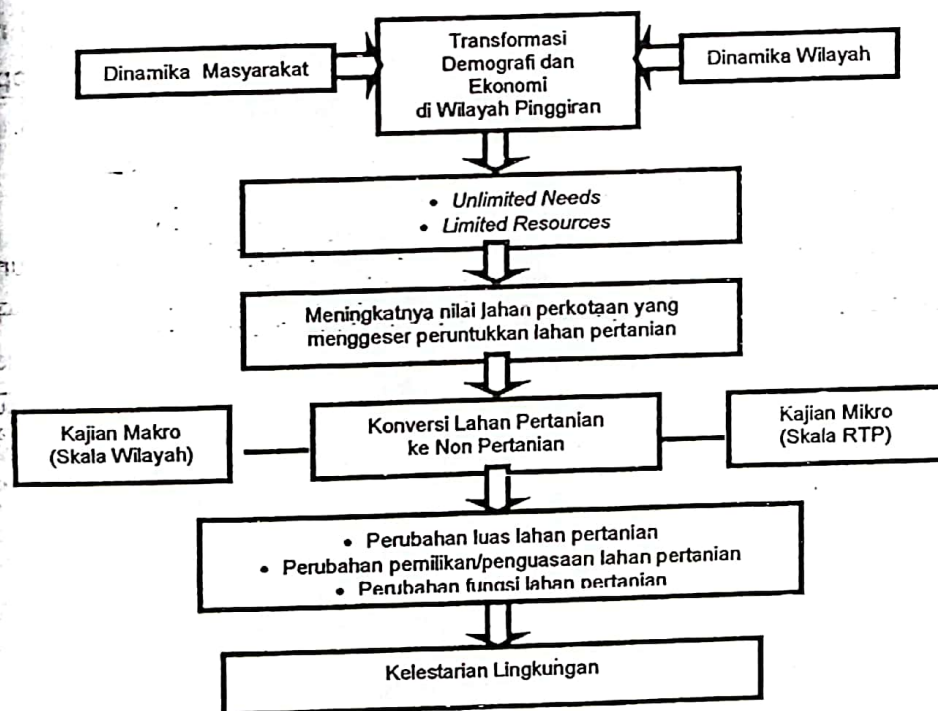 Transformasi
Demografi dan
Ekonomi
di Wilayah Pinggiran
Dinamika Masyarakat
Dinamika Wilayah
• Unlimited Needs
• Limited Resources
Meningkatnya nilai lahan perkotaan yang
menggeser peruntukkan lahan pertanian
Kajian Makro
(Skala Wilayah)
Konversi Lahan Pertanian
ke Non Pertanian
Kajian Mikro
(Skala RTP)
• Perubahan luas lahan pertanian
• Perubahan pemilikan/penguasaan lahan pertanian
• Perubahan fungsi lahan pertanian
Kelestarian Lingkungan